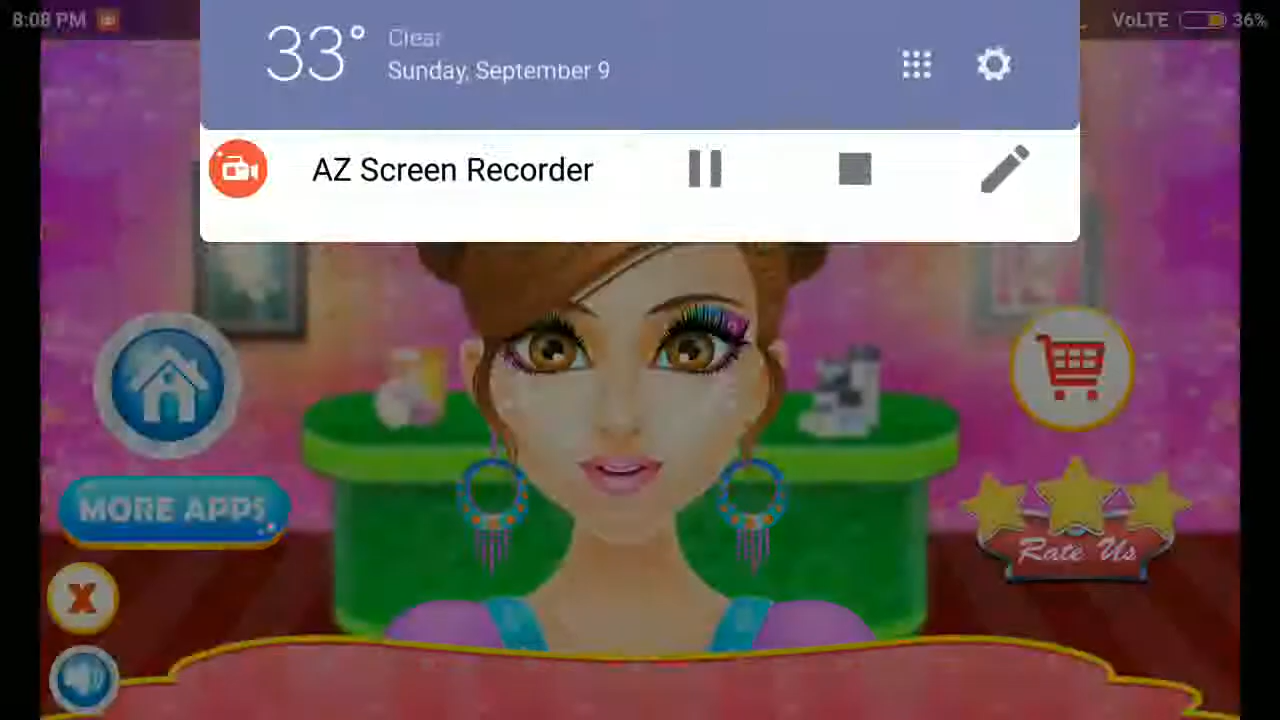 8:08 PM
VoLTE 36%
33° Clear
Sunday, September 9
AZ Screen Recorder
MORE APPS
Rate Us
X